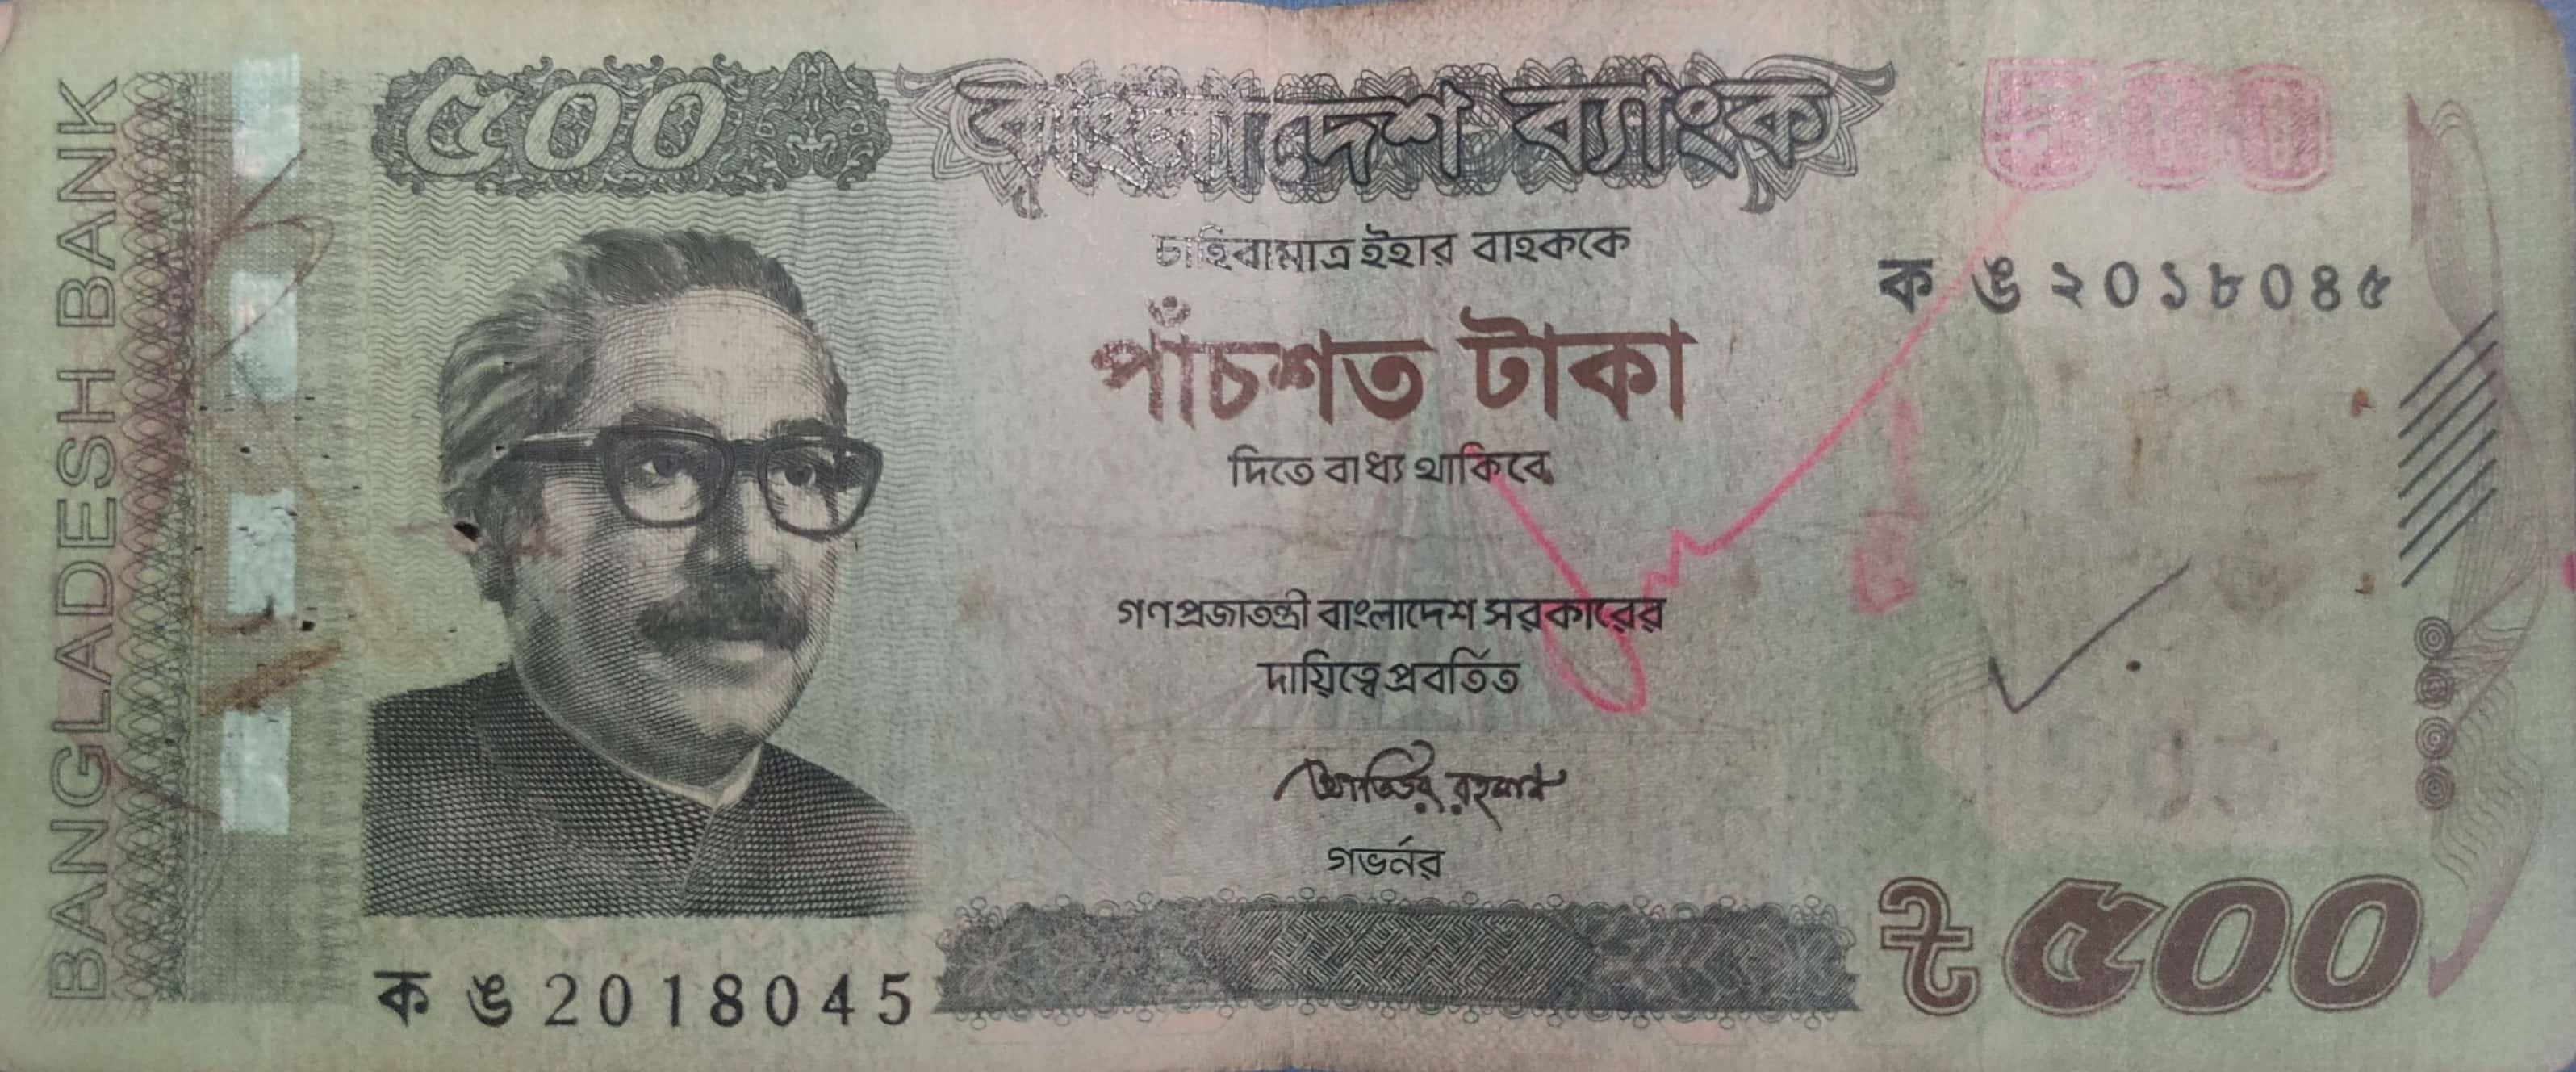 BANGLADESH BANK
৫০০
বাংলাদেশ ব্যাংক
500
চাহিবামাত্র ইহার বাহককে
ক ঙ ২০১৮০৪৫
পাঁচশত টাকা
দিতে বাধ্য থাকিবে
গণপ্রজাতন্ত্রী বাংলাদেশ সরকারের
দায়িত্বে প্রবর্তিত
আতিউর রহমান
গভর্নর
ক ঙ 2018045
৳ ৫০০